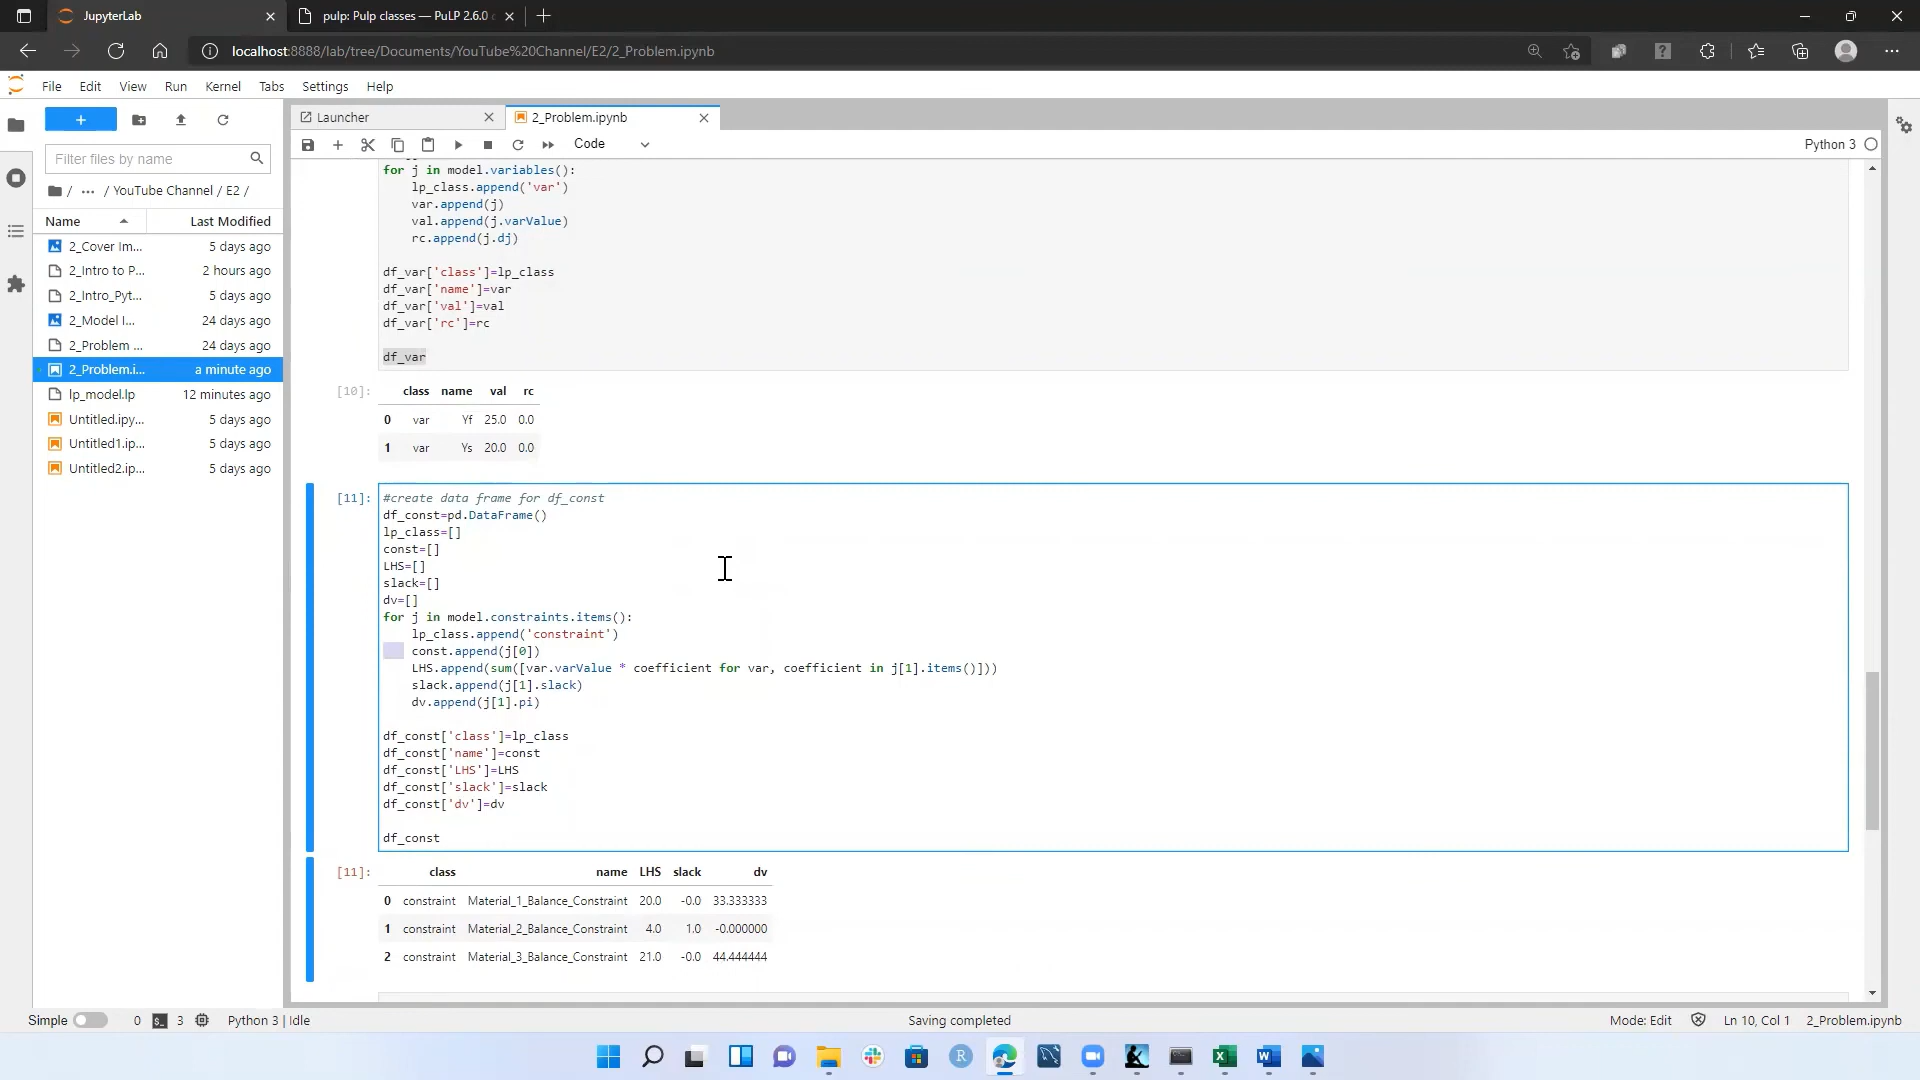 JupyterLab
pulp: Pulp classes — PuLP 2.6.0
localhost:8888/lab/tree/Documents/YouTube%20Channel/E2/2_Problem.ipynb
File Edit View Run Kernel Tabs Settings Help
Launcher
2_Problem.ipynb
Code
Python 3
Filter files by name
/ ··· / YouTube Channel / E2 /
Name Last Modified
2_Cover Im... 5 days ago
2_Intro to P... 2 hours ago
2_Intro_Pyt... 5 days ago
2_Model I... 24 days ago
2_Problem ... 24 days ago
2_Problem.i... a minute ago
lp_model.lp 12 minutes ago
Untitled.ipy... 5 days ago
Untitled1.ip... 5 days ago
Untitled2.ip... 5 days ago
for j in model.variables():
lp_class.append('var')
var.append(j)
val.append(j.varValue)
rc.append(j.dj)
df_var['class']=lp_class
df_var['name']=var
df_var['val']=val
df_var['rc']=rc
df_var
[10]: class name val rc
0 var Yf 25.0 0.0
1 var Ys 20.0 0.0
[11]: #create data frame for df_const
df_const=pd.DataFrame()
lp_class=[]
const=[]
LHS=[]
slack=[]
dv=[]
for j in model.constraints.items():
lp_class.append('constraint')
const.append(j[0])
LHS.append(sum([var.varValue * coefficient for var, coefficient in j[1].items()]))
slack.append(j[1].slack)
dv.append(j[1].pi)
df_const['class']=lp_class
df_const['name']=const
df_const['LHS']=LHS
df_const['slack']=slack
df_const['dv']=dv
df_const
[11]: class name LHS slack dv
0 constraint Material_1_Balance_Constraint 20.0 -0.0 33.333333
1 constraint Material_2_Balance_Constraint 4.0 1.0 -0.000000
2 constraint Material_3_Balance_Constraint 21.0 -0.0 44.444444
Simple 0 3 Python 3 | Idle Saving completed Mode: Edit Ln 10, Col 1 2_Problem.ipynb